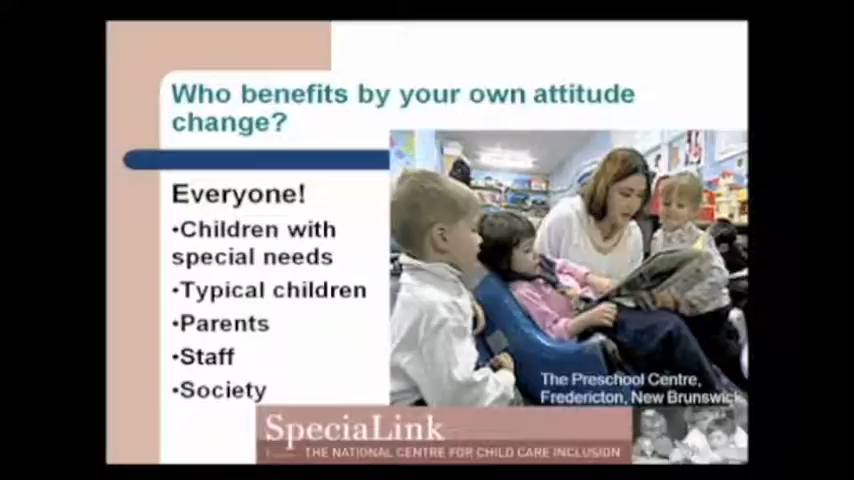 Who benefits by your own attitude
change?
Everyone!
•Children with
special needs
•Typical children
•Parents
•Staff
•Society
The Preschool Centre,
Fredericton, New Brunswick
SpeciaLink
THE NATIONAL CENTRE FOR CHILD CARE INCLUSION